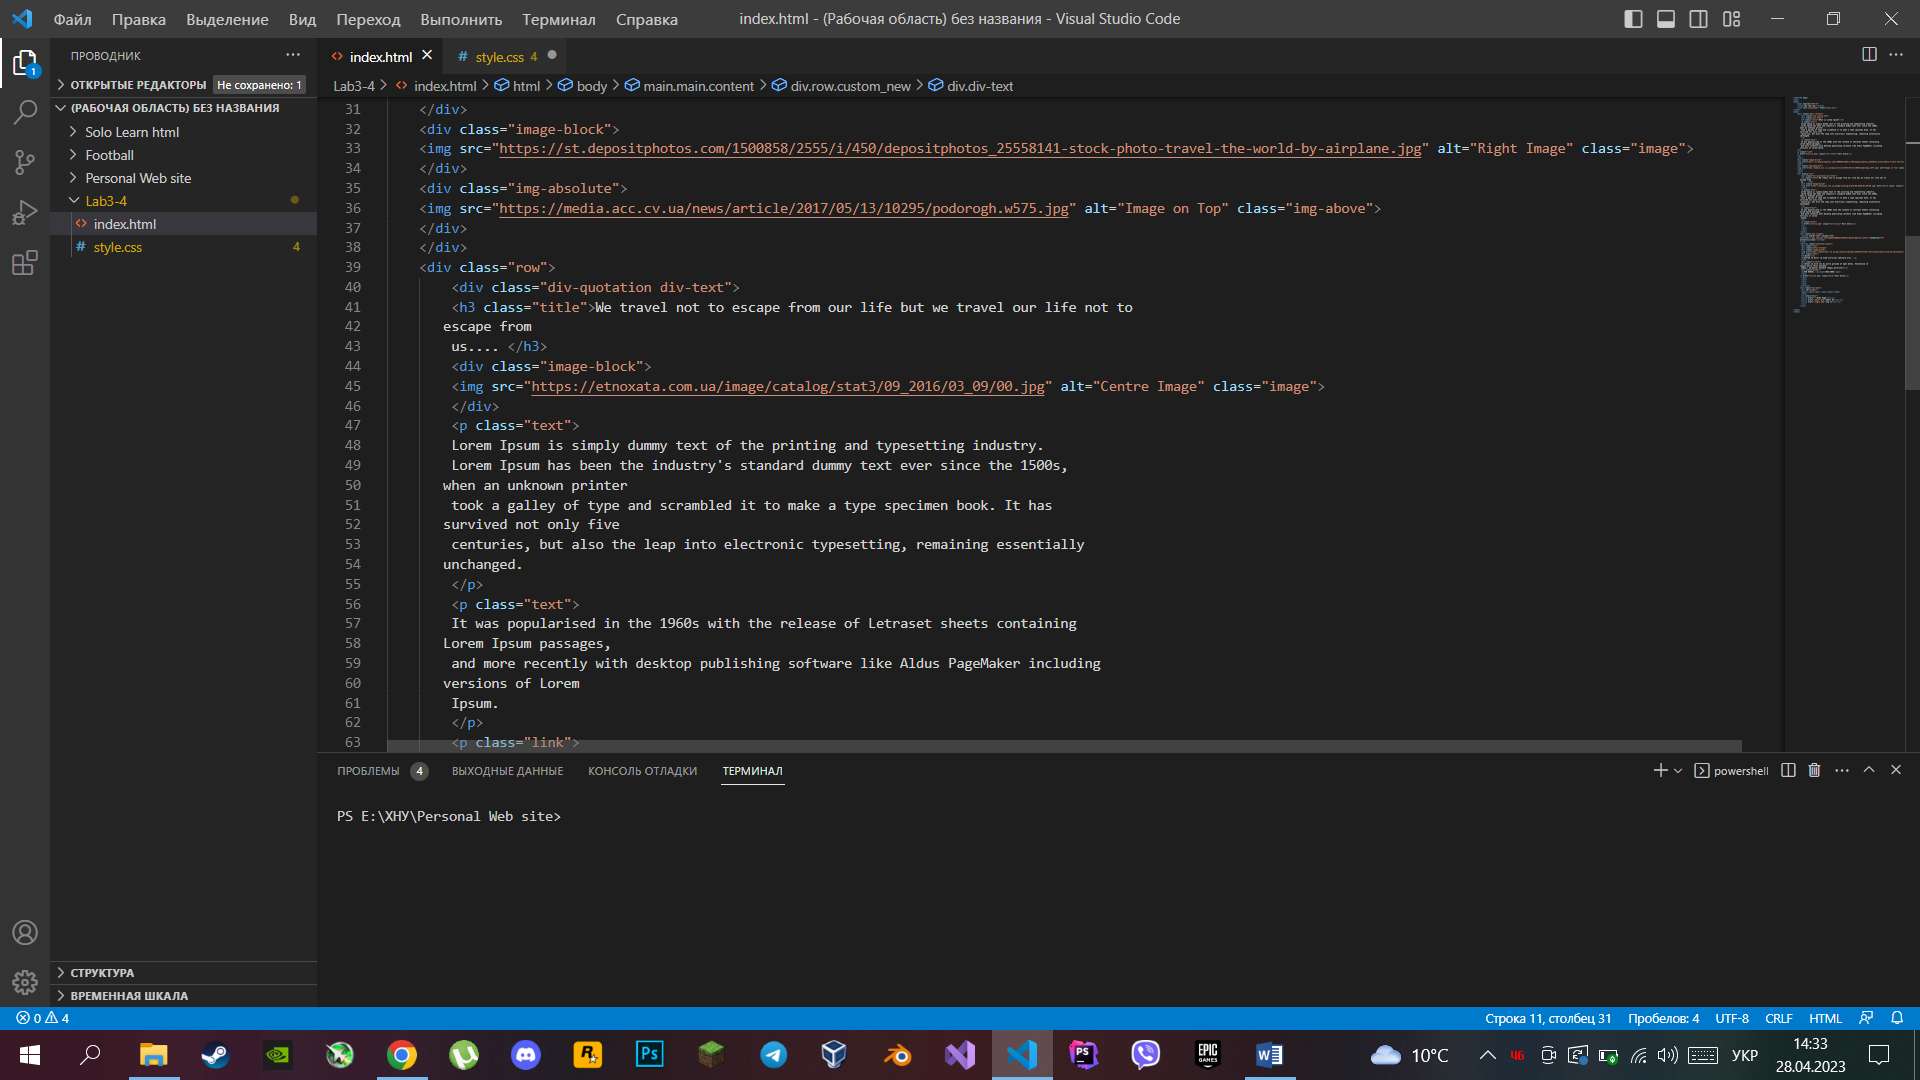 Файл Правка Выделение Вид Переход Выполнить Терминал Справка
index.html - (Рабочая область) без названия - Visual Studio Code
ПРОВОДНИК
ОТКРЫТЫЕ РЕДАКТОРЫ Не сохранено: 1
(РАБОЧАЯ ОБЛАСТЬ) БЕЗ НАЗВАНИЯ
Solo Learn html
Football
Personal Web site
Lab3-4
index.html
style.css 4
СТРУКТУРА
ВРЕМЕННАЯ ШКАЛА
1
index.html
# style.css 4
Lab3-4 > index.html > html > body > main.main.content > div.row.custom_new > div.div-text
31 </div>
32 <div class="image-block">
33 <img src="https://st.depositphotos.com/1500858/2555/i/450/depositphotos_25558141-stock-photo-travel-the-world-by-airplane.jpg" alt="Right Image" class="image">
34 </div>
35 <div class="img-absolute">
36 <img src="https://media.acc.cv.ua/news/article/2017/05/13/10295/podorogh.w575.jpg" alt="Image on Top" class="img-above">
37 </div>
38 </div>
39 <div class="row">
40 <div class="div-quotation div-text">
41 <h3 class="title">We travel not to escape from our life but we travel our life not to
42 escape from
43 us.... </h3>
44 <div class="image-block">
45 <img src="https://etnoxata.com.ua/image/catalog/stat3/09_2016/03_09/00.jpg" alt="Centre Image" class="image">
46 </div>
47 <p class="text">
48 Lorem Ipsum is simply dummy text of the printing and typesetting industry.
49 Lorem Ipsum has been the industry's standard dummy text ever since the 1500s,
50 when an unknown printer
51 took a galley of type and scrambled it to make a type specimen book. It has
52 survived not only five
53 centuries, but also the leap into electronic typesetting, remaining essentially
54 unchanged.
55 </p>
56 <p class="text">
57 It was popularised in the 1960s with the release of Letraset sheets containing
58 Lorem Ipsum passages,
59 and more recently with desktop publishing software like Aldus PageMaker including
60 versions of Lorem
61 Ipsum.
62 </p>
63 <p class="link">
ПРОБЛЕМЫ 4 ВЫХОДНЫЕ ДАННЫЕ КОНСОЛЬ ОТЛАДКИ ТЕРМИНАЛ
powershell
PS E:\ХНУ\Personal Web site>
0 4
Строка 11, столбец 31 Пробелов: 4 UTF-8 CRLF HTML
10°C
УКР
14:33
28.04.2023